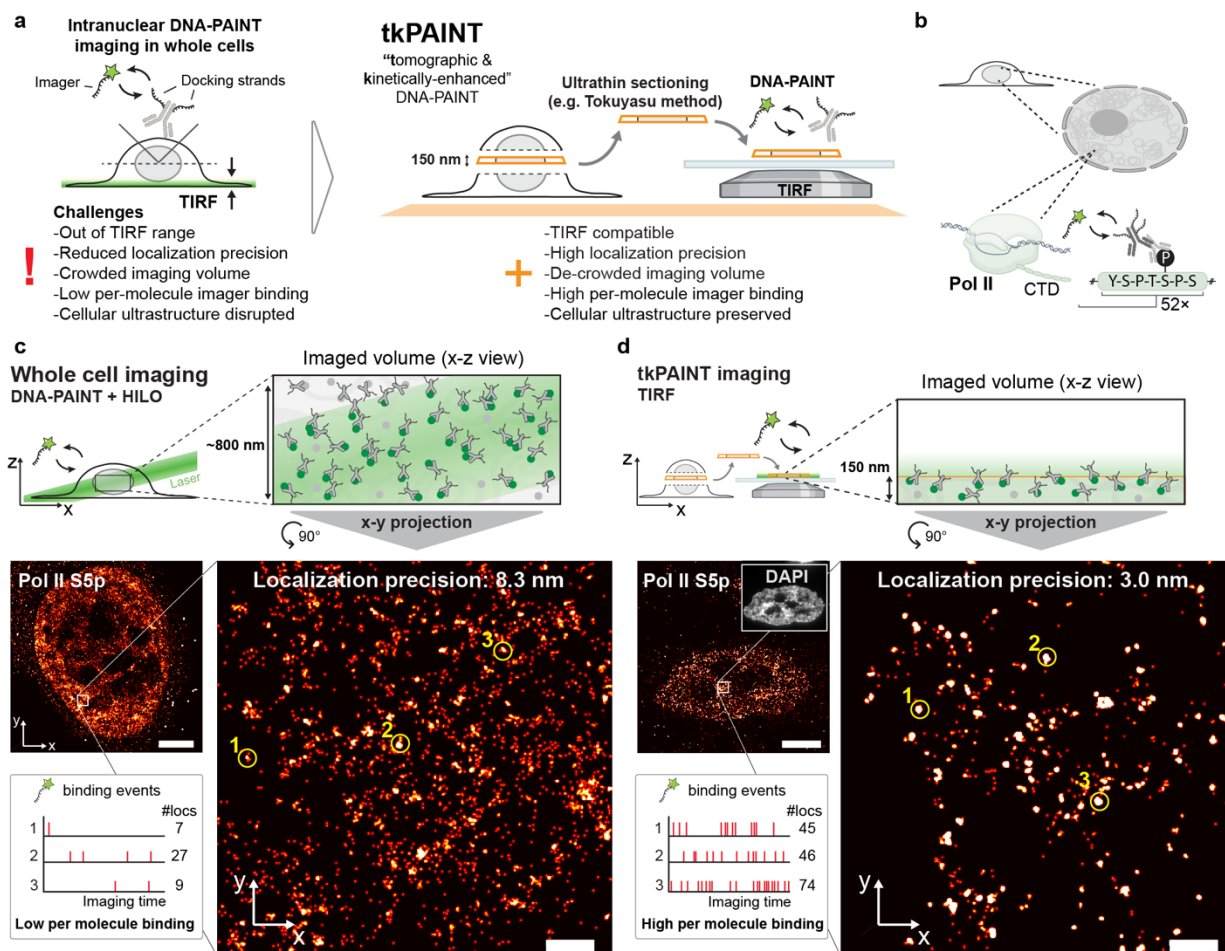 a
Intranuclear DNA-PAINT
imaging in whole cells
Imager
Docking strands
TIRF
Challenges
-Out of TIRF range
-Reduced localization precision
-Crowded imaging volume
-Low per-molecule imager binding
-Cellular ultrastructure disrupted
!
tkPAINT
“tomographic &
kinetically-enhanced”
DNA-PAINT
Ultrathin sectioning
(e.g. Tokuyasu method)
DNA-PAINT
150 nm
TIRF
+
-TIRF compatible
-High localization precision
-De-crowded imaging volume
-High per-molecule imager binding
-Cellular ultrastructure preserved
b
Pol II
CTD
P
Y-S-P-T-S-P-S
52×
c
Whole cell imaging
DNA-PAINT + HILO
Imaged volume (x-z view)
~800 nm
Z
x
Laser
90°
x-y projection
Pol II S5p
y
x
Localization precision: 8.3 nm
1
2
3
binding events
#locs
1 7
2 27
3 9
Imaging time
Low per molecule binding
y
x
d
tkPAINT imaging
TIRF
Imaged volume (x-z view)
150 nm
Z
x
90°
x-y projection
Pol II S5p
DAPI
Localization precision: 3.0 nm
1
2
3
binding events
#locs
1 45
2 46
3 74
Imaging time
High per molecule binding
y
x